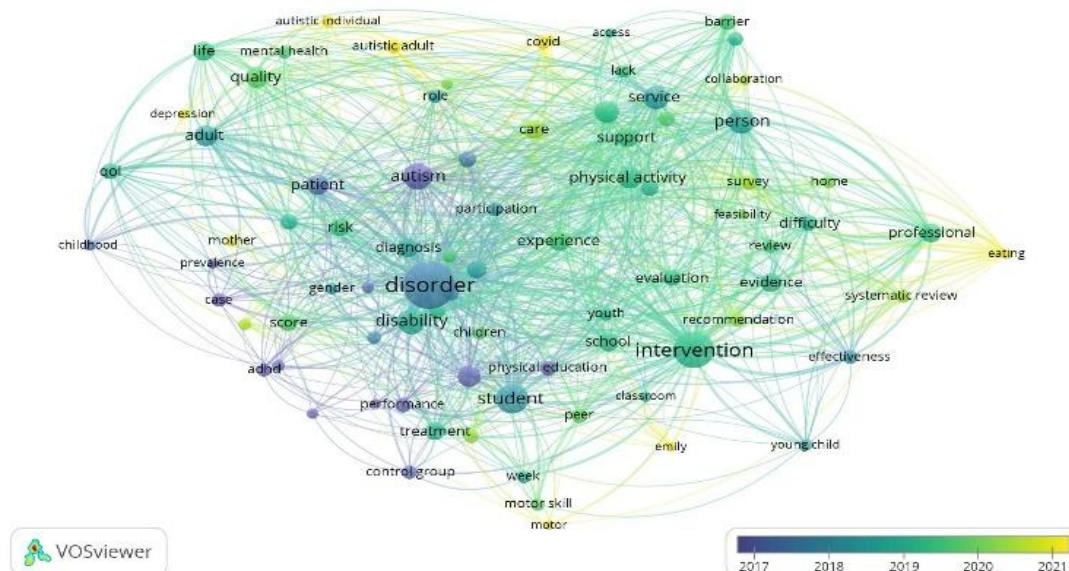 autistic individual
barrier
life
mental health
autistic adult
covid
access
quality
lack
collaboration
role
service
depression
adult
care
support
person
qol
patient
autism
physical activity
survey
home
participation
feasibility
childhood
mother
risk
diagnosis
experience
difficulty
professional
review
prevalence
disorder
evaluation
evidence
eating
gender
case
systematic review
score
disability
children
youth
recommendation
school
intervention
effectiveness
adhd
physical education
student
classroom
performance
treatment
peer
emily
young child
control group
week
motor skill
motor
VOSviewer
2017 2018 2019 2020 2021